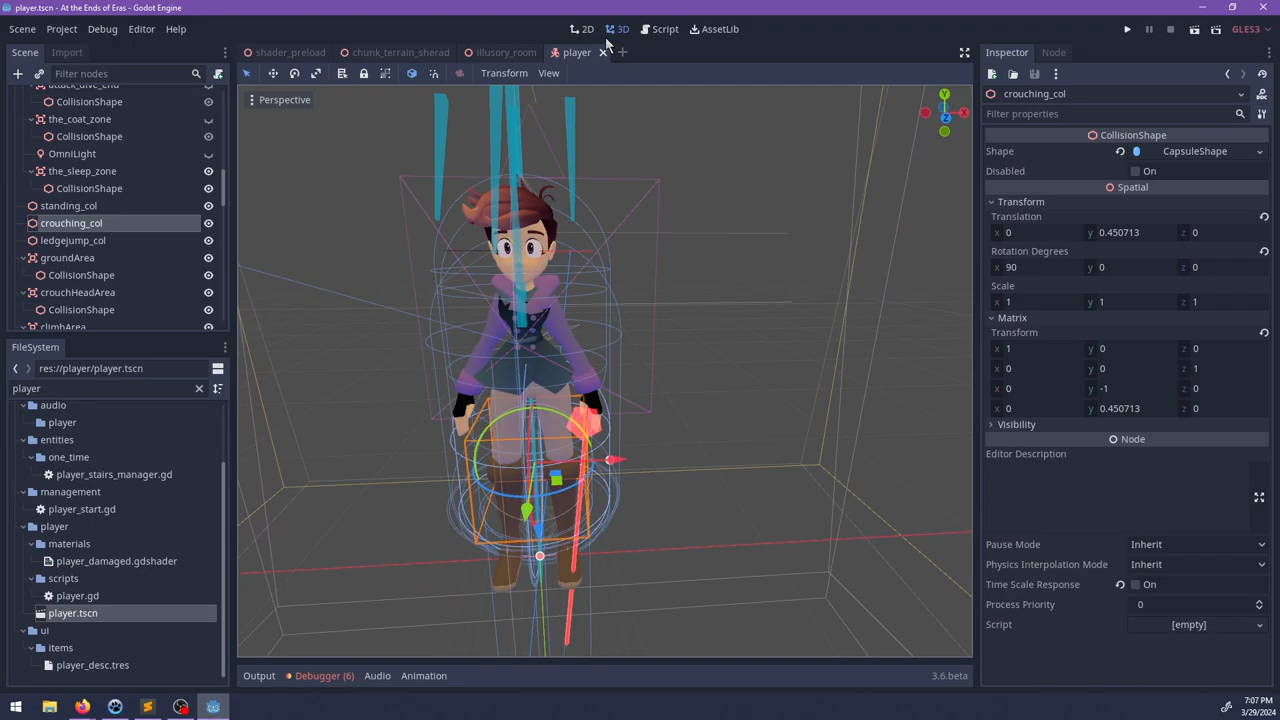 player.tscn - At the Ends of Eras - Godot Engine
Scene Project Debug Editor Help
2D 3D Script AssetLib
GLES3
Scene Import
shader_preload chunk_terrain_sherad illusory_room player
Inspector Node
Filter nodes
Transform View
crouching_col
Filter properties
Perspective
attack_dive_end
CollisionShape
the_coat_zone
CollisionShape
OmniLight
the_sleep_zone
CollisionShape
standing_col
crouching_col
ledgejump_col
groundArea
CollisionShape
crouchHeadArea
CollisionShape
climbArea
Y
X
Z
CollisionShape
Shape CapsuleShape
Disabled On
Spatial
Transform
Translation
x 0 y 0.450713 z 0
Rotation Degrees
x 90 y 0 z 0
Scale
x 1 y 1 z 1
Matrix
Transform
x 1 y 0 z 0
x 0 y 0 z 1
x 0 y -1 z 0
x 0 y 0.450713 z 0
Visibility
Node
Editor Description
Pause Mode Inherit
Physics Interpolation Mode Inherit
Time Scale Response On
Process Priority 0
Script [empty]
FileSystem
res://player/player.tscn
player
audio
player
entities
one_time
player_stairs_manager.gd
management
player_start.gd
player
materials
player_damaged.gdshader
scripts
player.gd
player.tscn
ui
items
player_desc.tres
Output Debugger (6) Audio Animation
3.6.beta
7:07 PM
3/29/2024